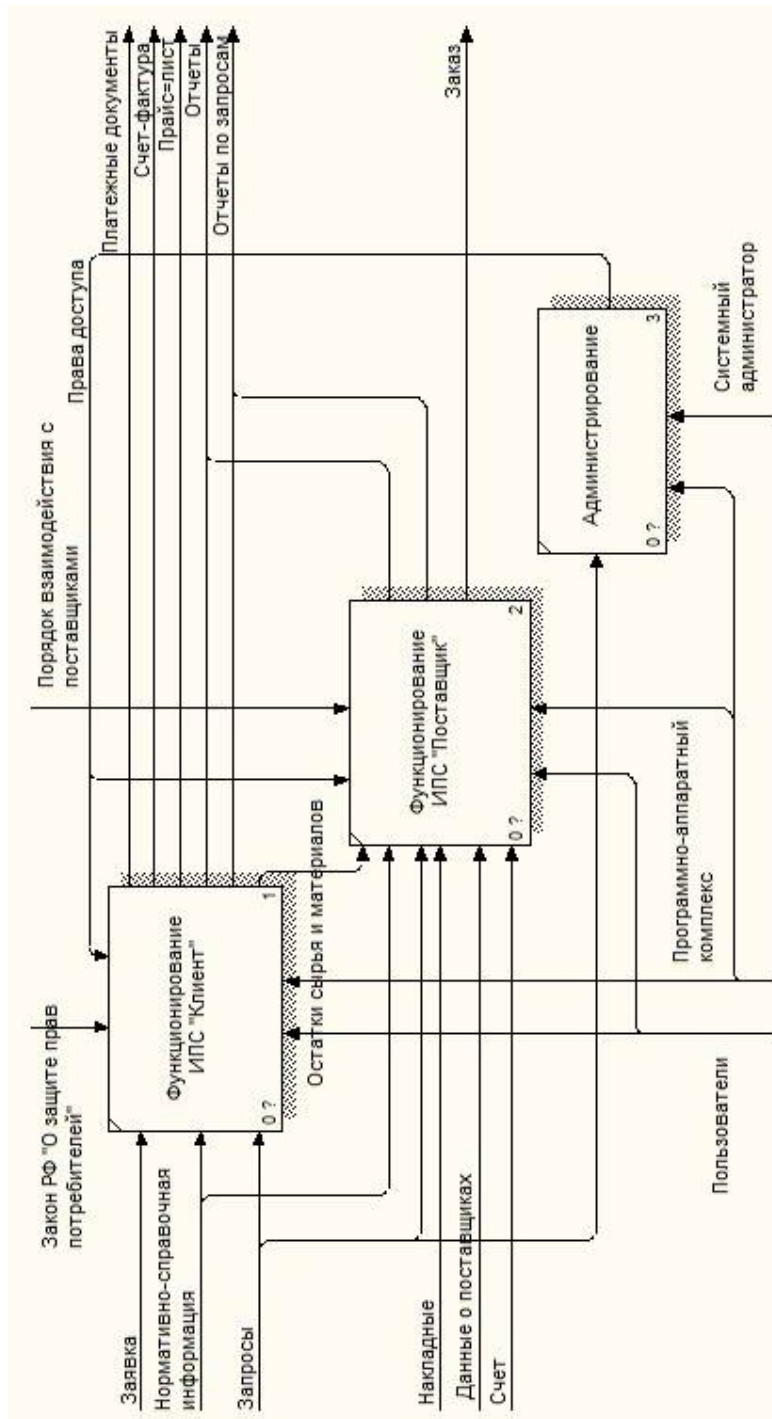 Закон РФ "О защите прав
потребителей"
Порядок взаимодействия с
поставщиками
Права доступа
Платежные документы
Счет-фактура
Прайс=лист
Отчеты
Отчеты по запросам
Заявка
Нормативно-справочная
информация
Запросы
Функционирование
ИПС "Клиент"
0 ?
1
Остатки сырья и материалов
Накладные
Данные о поставщиках
Счет
Функционирование
ИПС "Поставщик"
0 ?
2
Заказ
Администрирование
0 ?
3
Пользователи
Программно-аппаратный
комплекс
Системный
администратор